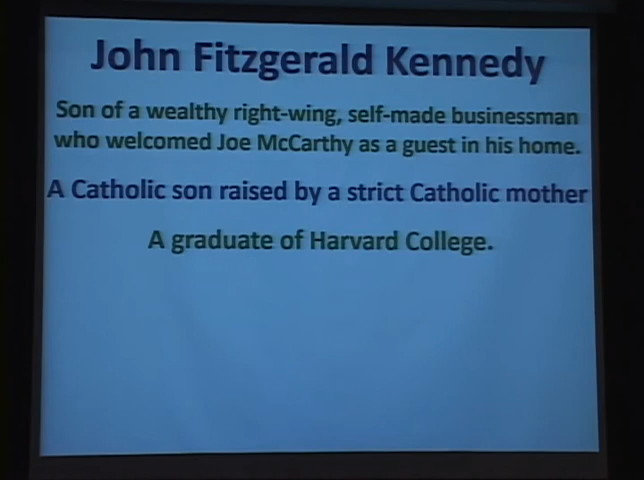 John Fitzgerald Kennedy
Son of a wealthy right-wing, self-made businessman
who welcomed Joe McCarthy as a guest in his home.
A Catholic son raised by a strict Catholic mother
A graduate of Harvard College.